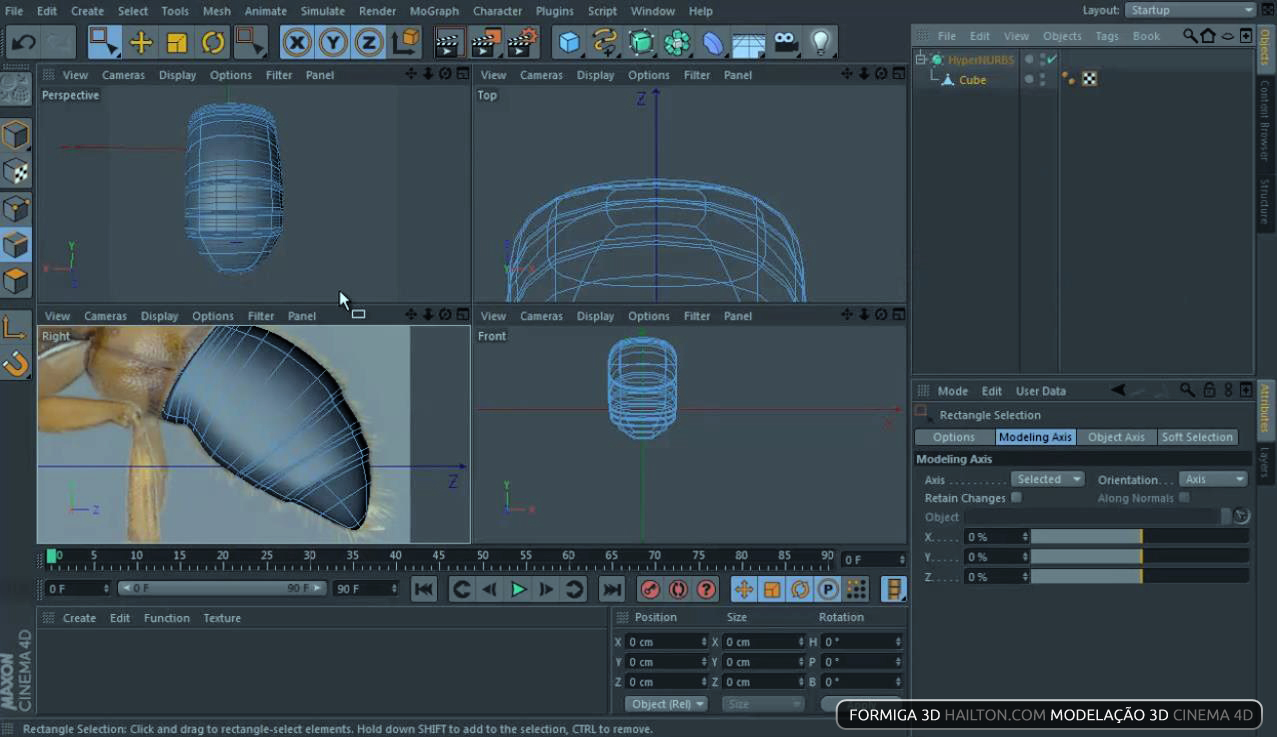 File Edit Create Select Tools Mesh Animate Simulate Render MoGraph Character Plugins Script Window Help Layout: Startup
X Y Z
View Cameras Display Options Filter Panel
Perspective
Y
X
View Cameras Display Options Filter Panel
Top
Z
File Edit View Objects Tags Book
HyperNURBS
Cube
Objects
Content Browser
Structure
View Cameras Display Options Filter Panel
Right
Z
Z
View Cameras Display Options Filter Panel
Front
Y
X
Mode Edit User Data
Rectangle Selection
Options Modeling Axis Object Axis Soft Selection
Modeling Axis
Axis . . . . . . . . . . Selected Orientation. . . Axis
Retain Changes Along Normals
Object
X. . . . . 0 %
Y. . . . . 0 %
Z. . . . . 0 %
Attributes
Layers
0 5 10 15 20 25 30 35 40 45 50 55 60 65 70 75 80 85 90 0 F
0 F 0 F 90 F 90 F
? P
Create Edit Function Texture
Position Size Rotation
X 0 cm X 0 cm H 0 °
Y 0 cm Y 0 cm P 0 °
Z 0 cm Z 0 cm B 0 °
Object (Rel) Size
MAXON
CINEMA 4D
FORMIGA 3D HAILTON.COM MODELAÇÃO 3D CINEMA 4D
Rectangle Selection: Click and drag to rectangle-select elements. Hold down SHIFT to add to the selection, CTRL to remove.